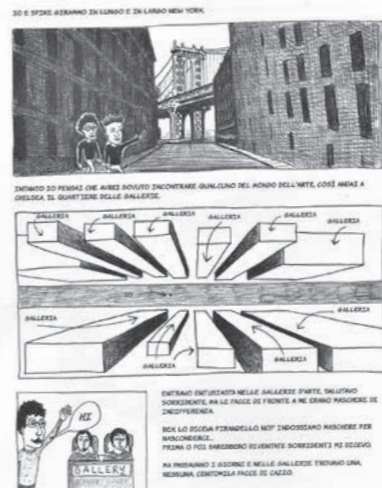 IO E SPIKE GIRAMMO IN LUNGO E IN LARGO NEW YORK.
INTANTO IO PENSAI CHE AVREI DOVUTO INCONTRARE QUALCUNO DEL MONDO DELL'ARTE, COSÌ ANDAI A
CHELSEA, IL QUARTIERE DELLE GALLERIE.
GALLERIA
GALLERIA
GALLERIA
GALLERIA
GALLERIA
GALLERIA
GALLERIA
GALLERIA
GALLERIA
GALLERIA
ENTRAVO ENTUSIASTA NELLE GALLERIE D'ARTE, SALUTAVO
SORRIDENTE, MA LE FACCE DI FRONTE A ME ERANO MASCHERE DI
INDIFFERENZA.
HI
GALLERY
BEH, LO DICEVA PIRANDELLO NO? INDOSSIAMO MASCHERE PER
NASCONDERCI...
PRIMA O POI SAREBBERO DIVENTATE SORRIDENTI MI DICEVO.
MA PASSAVANO I GIORNI E NELLE GALLERIE TROVAVO UNA,
NESSUNA, CENTOMILA FACCE DI CAZZO.